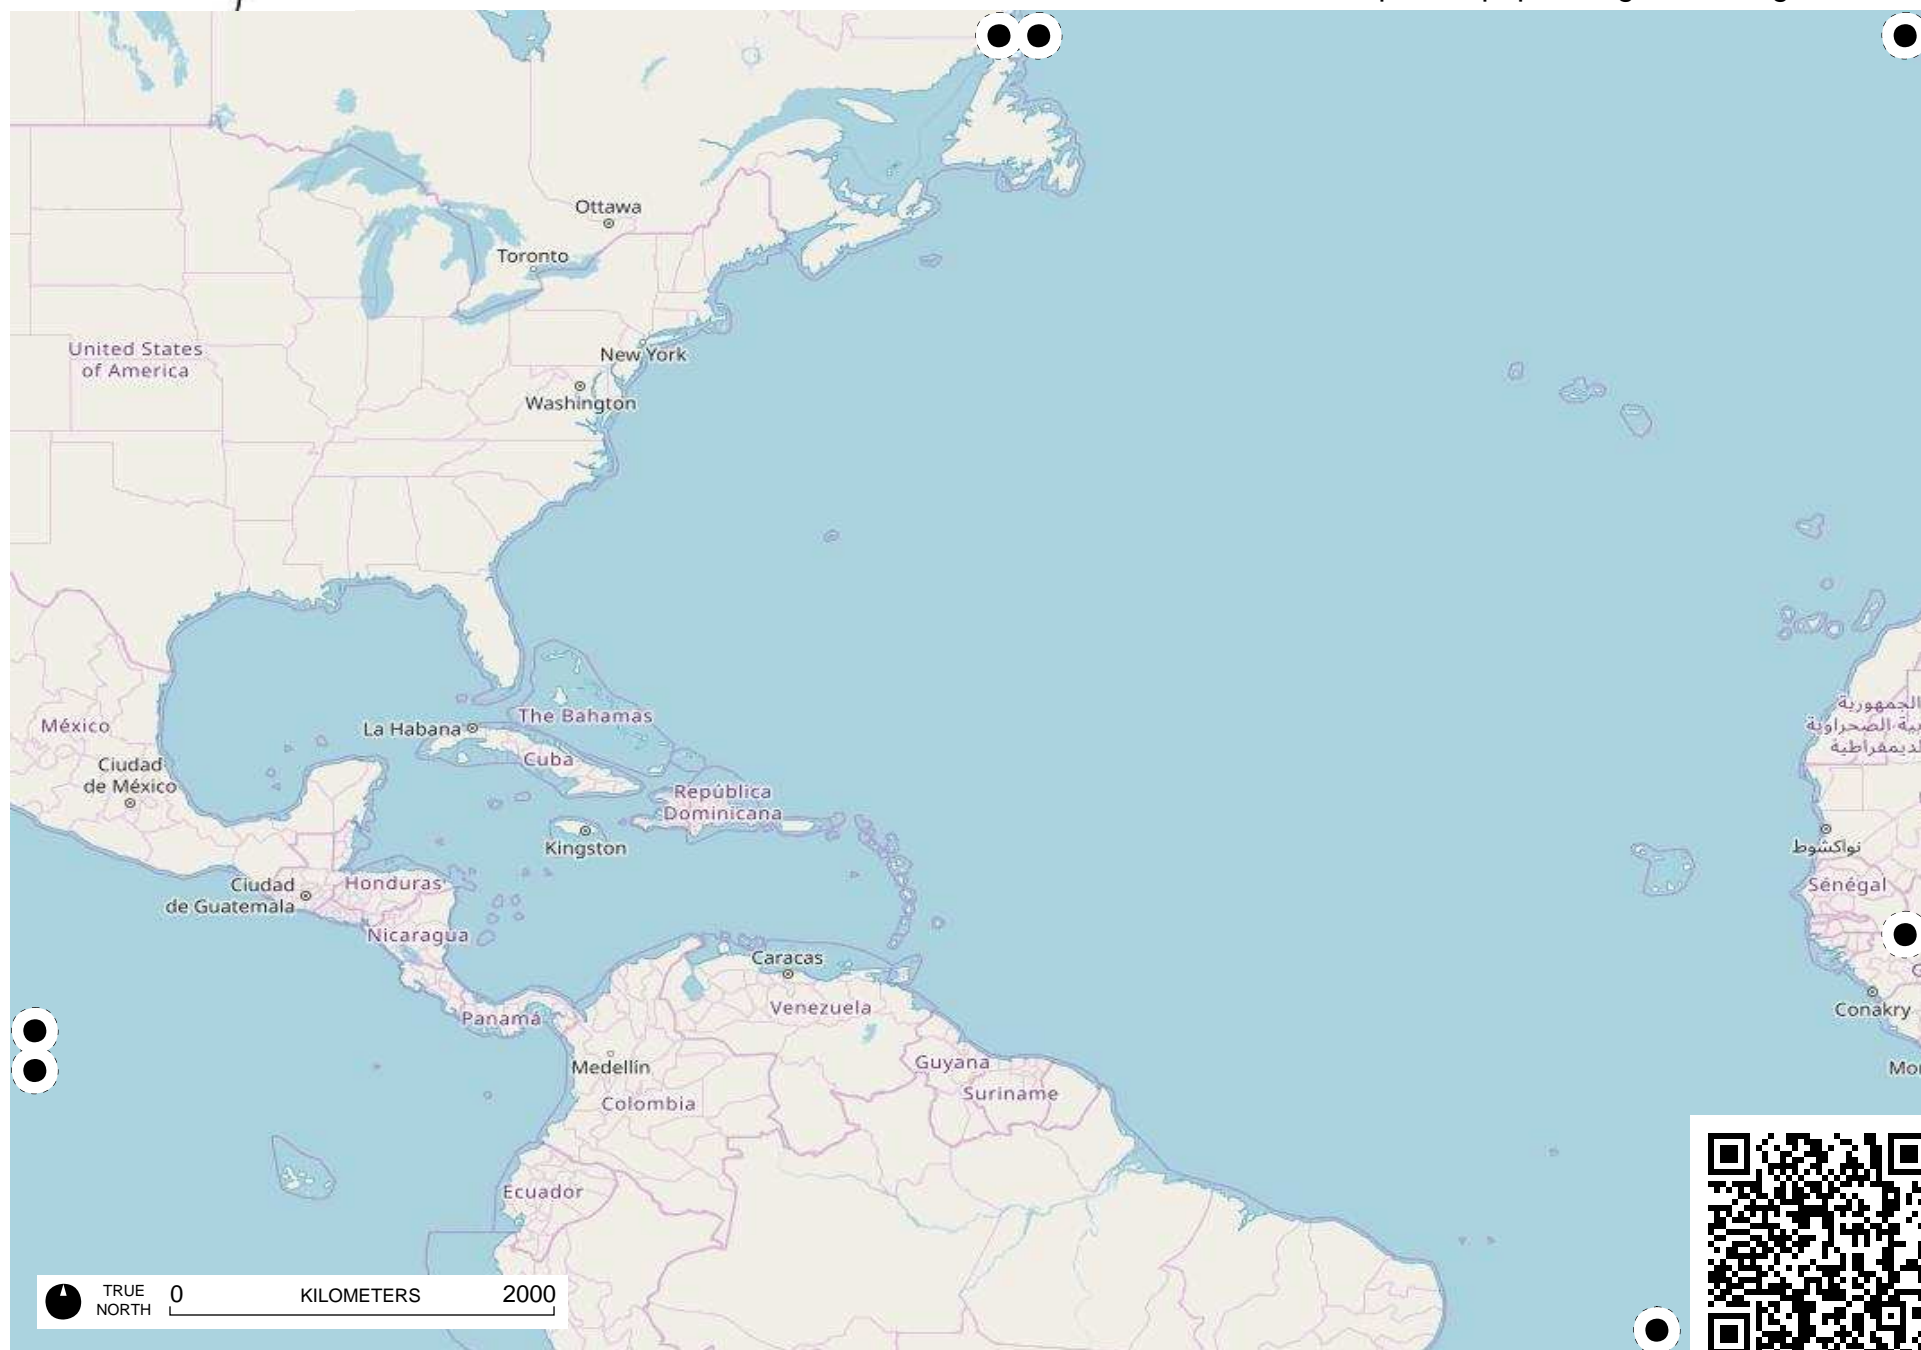 Ottawa
Toronto
United States
of America
New York
Washington
México
Ciudad
de México
La Habana
The Bahamas
Cuba
República
Dominicana
Kingston
Ciudad
de Guatemala
Honduras
Nicaragua
Caracas
Venezuela
Panamá
Medellín
Colombia
Guyana
Suriname
Ecuador
نواكشوط
Sénégal
Conakry
TRUE
NORTH
0 KILOMETERS 2000